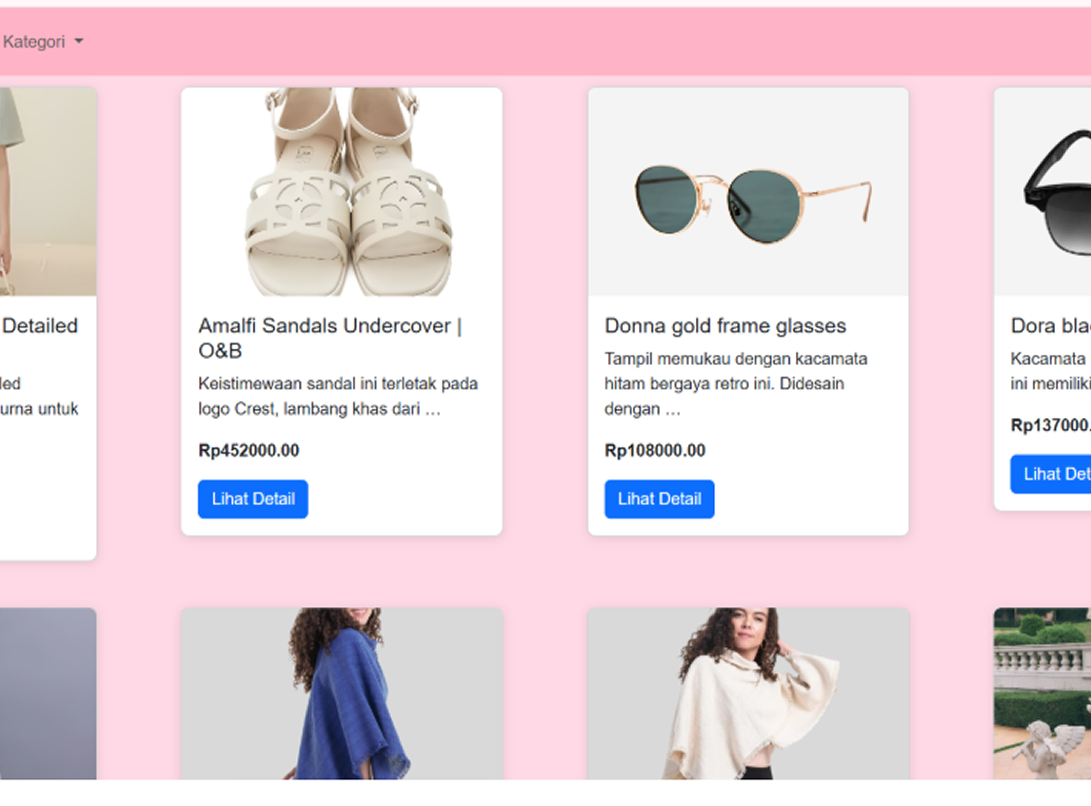 Kategori
Detailed
led
urna untuk
Amalfi Sandals Undercover |
O&B
Keistimewaan sandal ini terletak pada
logo Crest, lambang khas dari …
Rp452000.00
Lihat Detail
Donna gold frame glasses
Tampil memukau dengan kacamata
hitam bergaya retro ini. Didesain
dengan …
Rp108000.00
Lihat Detail
Dora bla
Kacamata
ini memiliki
Rp137000.
Lihat Det